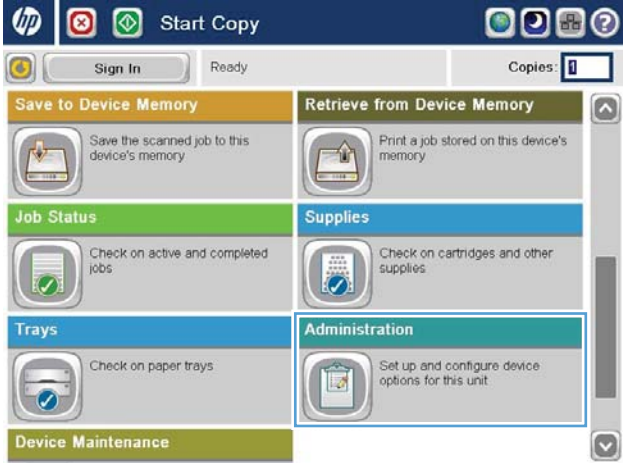 hp Start Copy
Sign In Ready Copies: 1
Save to Device Memory
Save the scanned job to this
device's memory
Retrieve from Device Memory
Print a job stored on this device's
memory
Job Status
Check on active and completed
jobs
Supplies
Check on cartridges and other
supplies
Trays
Check on paper trays
Administration
Set up and configure device
options for this unit
Device Maintenance